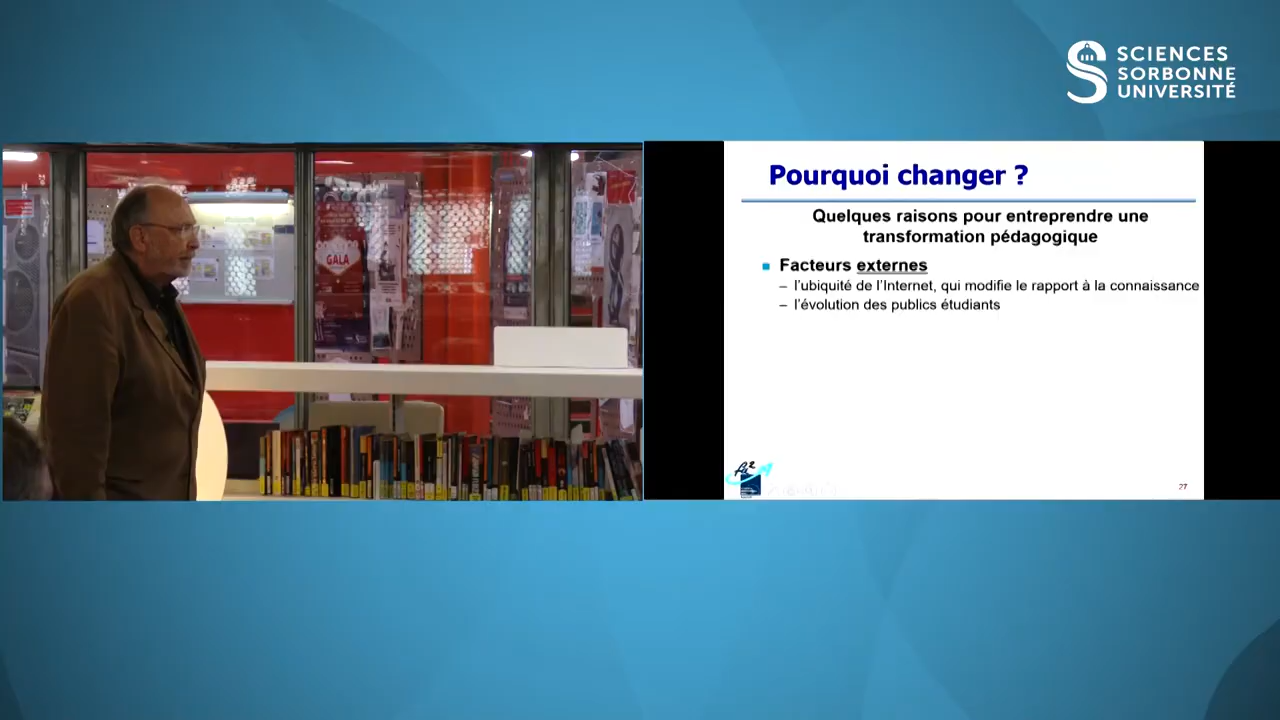 SCIENCES
SORBONNE
UNIVERSITÉ
GALA
Pourquoi changer ?
Quelques raisons pour entreprendre une
transformation pédagogique
Facteurs externes
– l'ubiquité de l'Internet, qui modifie le rapport à la connaissance
– l'évolution des publics étudiants
27